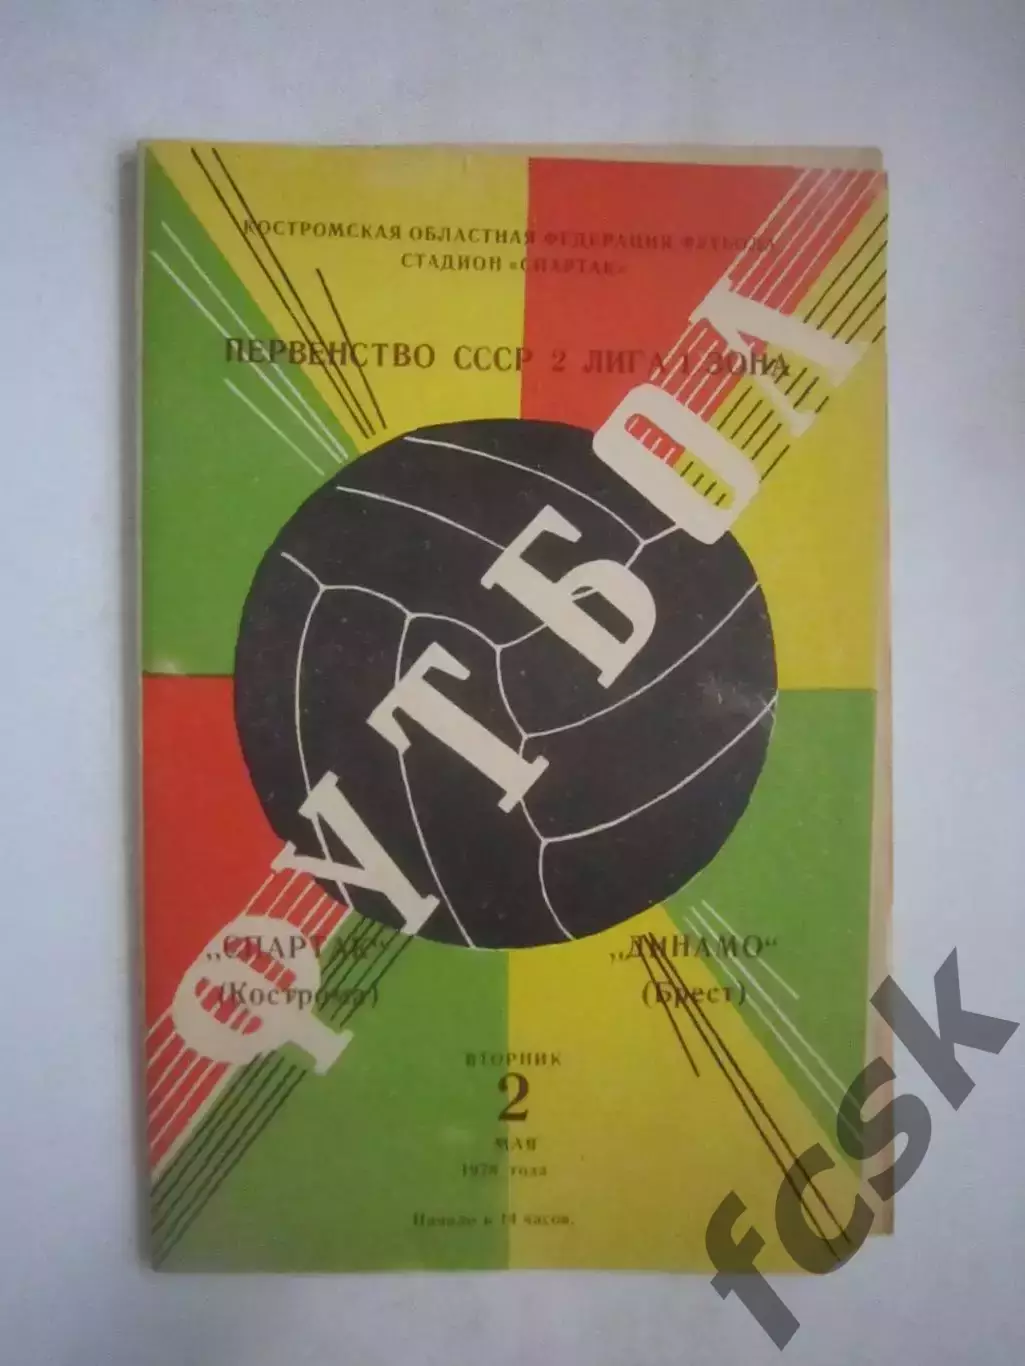 КОСТРОМСКАЯ ОБЛАСТНАЯ ФЕДЕРАЦИЯ ФУТБОЛА
СТАДИОН «СПАРТАК»
ПЕРВЕНСТВО СССР 2 ЛИГА 1 ЗОНА
ФУТБОЛ
„СПАРТАК“
(Кострома)
„ДИНАМО“
(Брест)
ВТОРНИК
2
МАЯ
1978 года
Начало в 14 часов.
fcsk